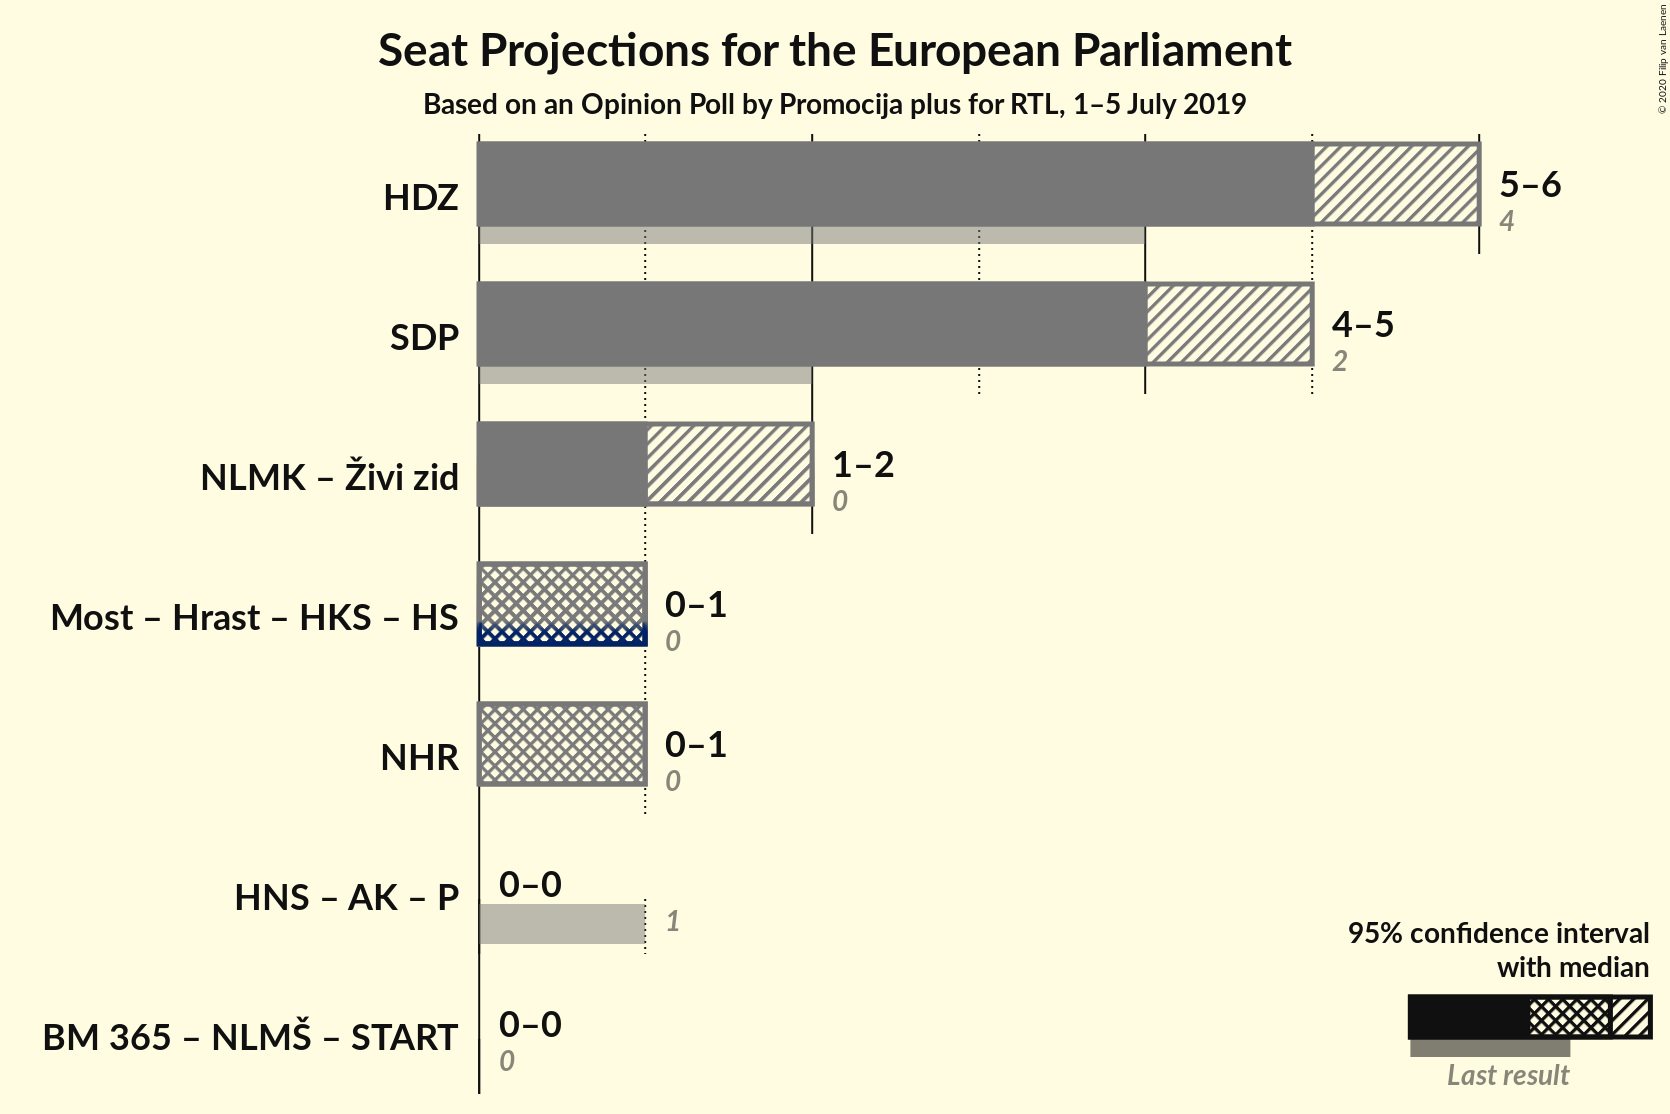 Seat Projections for the European Parliament
Based on an Opinion Poll by Promocija plus for RTL, 1–5 July 2019
© 2020 Filip van Laenen
HDZ
5–6
4
SDP
4–5
2
NLMK – Živi zid
1–2
0
Most – Hrast – HKS – HS
0–1
0
NHR
0–1
0
HNS – AK – P
0–0
1
BM 365 – NLMŠ – START
0–0
0
95% confidence interval
with median
Last result